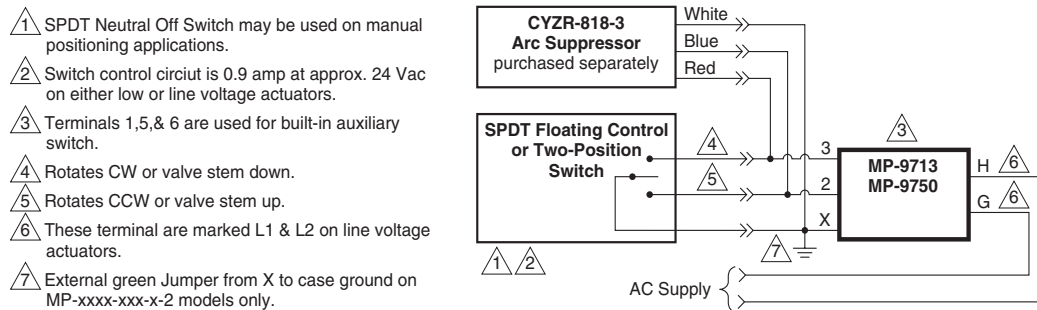 1 SPDT Neutral Off Switch may be used on manual
positioning applications.
2 Switch control circiut is 0.9 amp at approx. 24 Vac
on either low or line voltage actuators.
3 Terminals 1,5,& 6 are used for built-in auxiliary
switch.
4 Rotates CW or valve stem down.
5 Rotates CCW or valve stem up.
6 These terminal are marked L1 & L2 on line voltage
actuators.
7 External green Jumper from X to case ground on
MP-xxxx-xxx-x-2 models only.
CYZR-818-3
Arc Suppressor
purchased separately
White
Blue
Red
SPDT Floating Control
or Two-Position
Switch
4
5
1 2
3
2
X
7
3
MP-9713
MP-9750
H 6
G 6
AC Supply